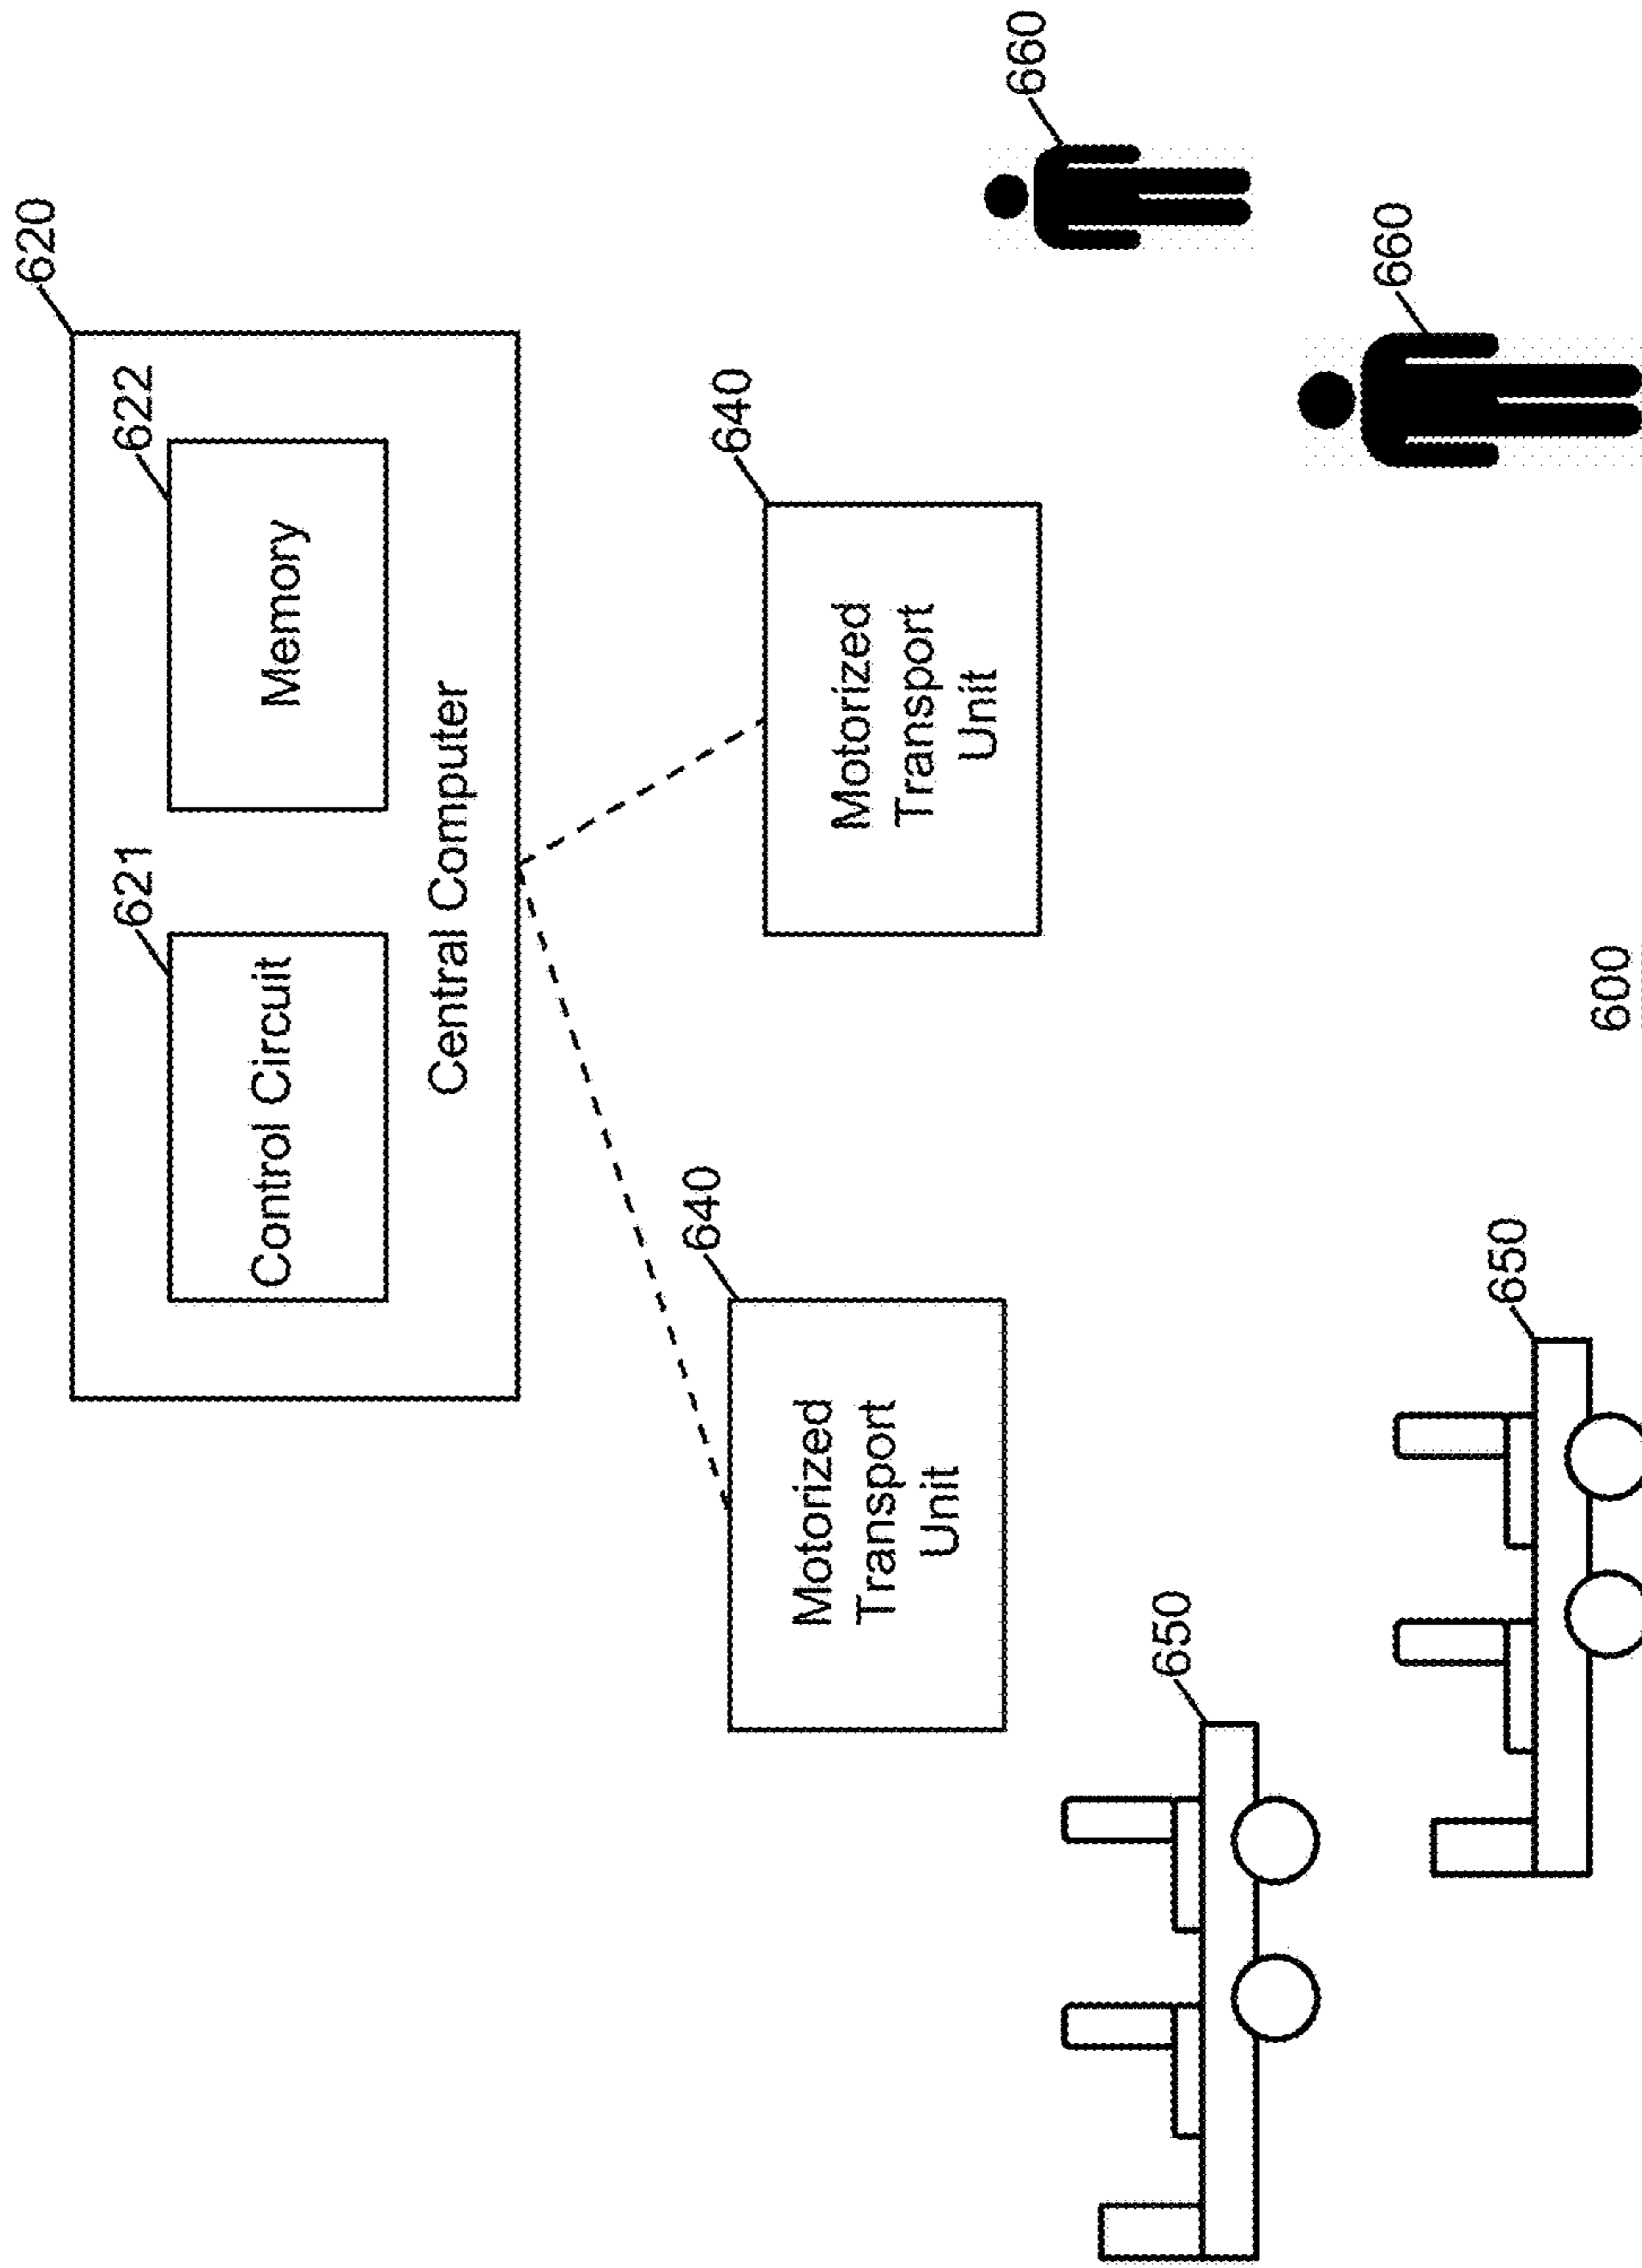 620
621
622
Control Circuit
Memory
Central Computer
640
640
Motorized
Transport
Unit
Motorized
Transport
Unit
650
650
660
660
600